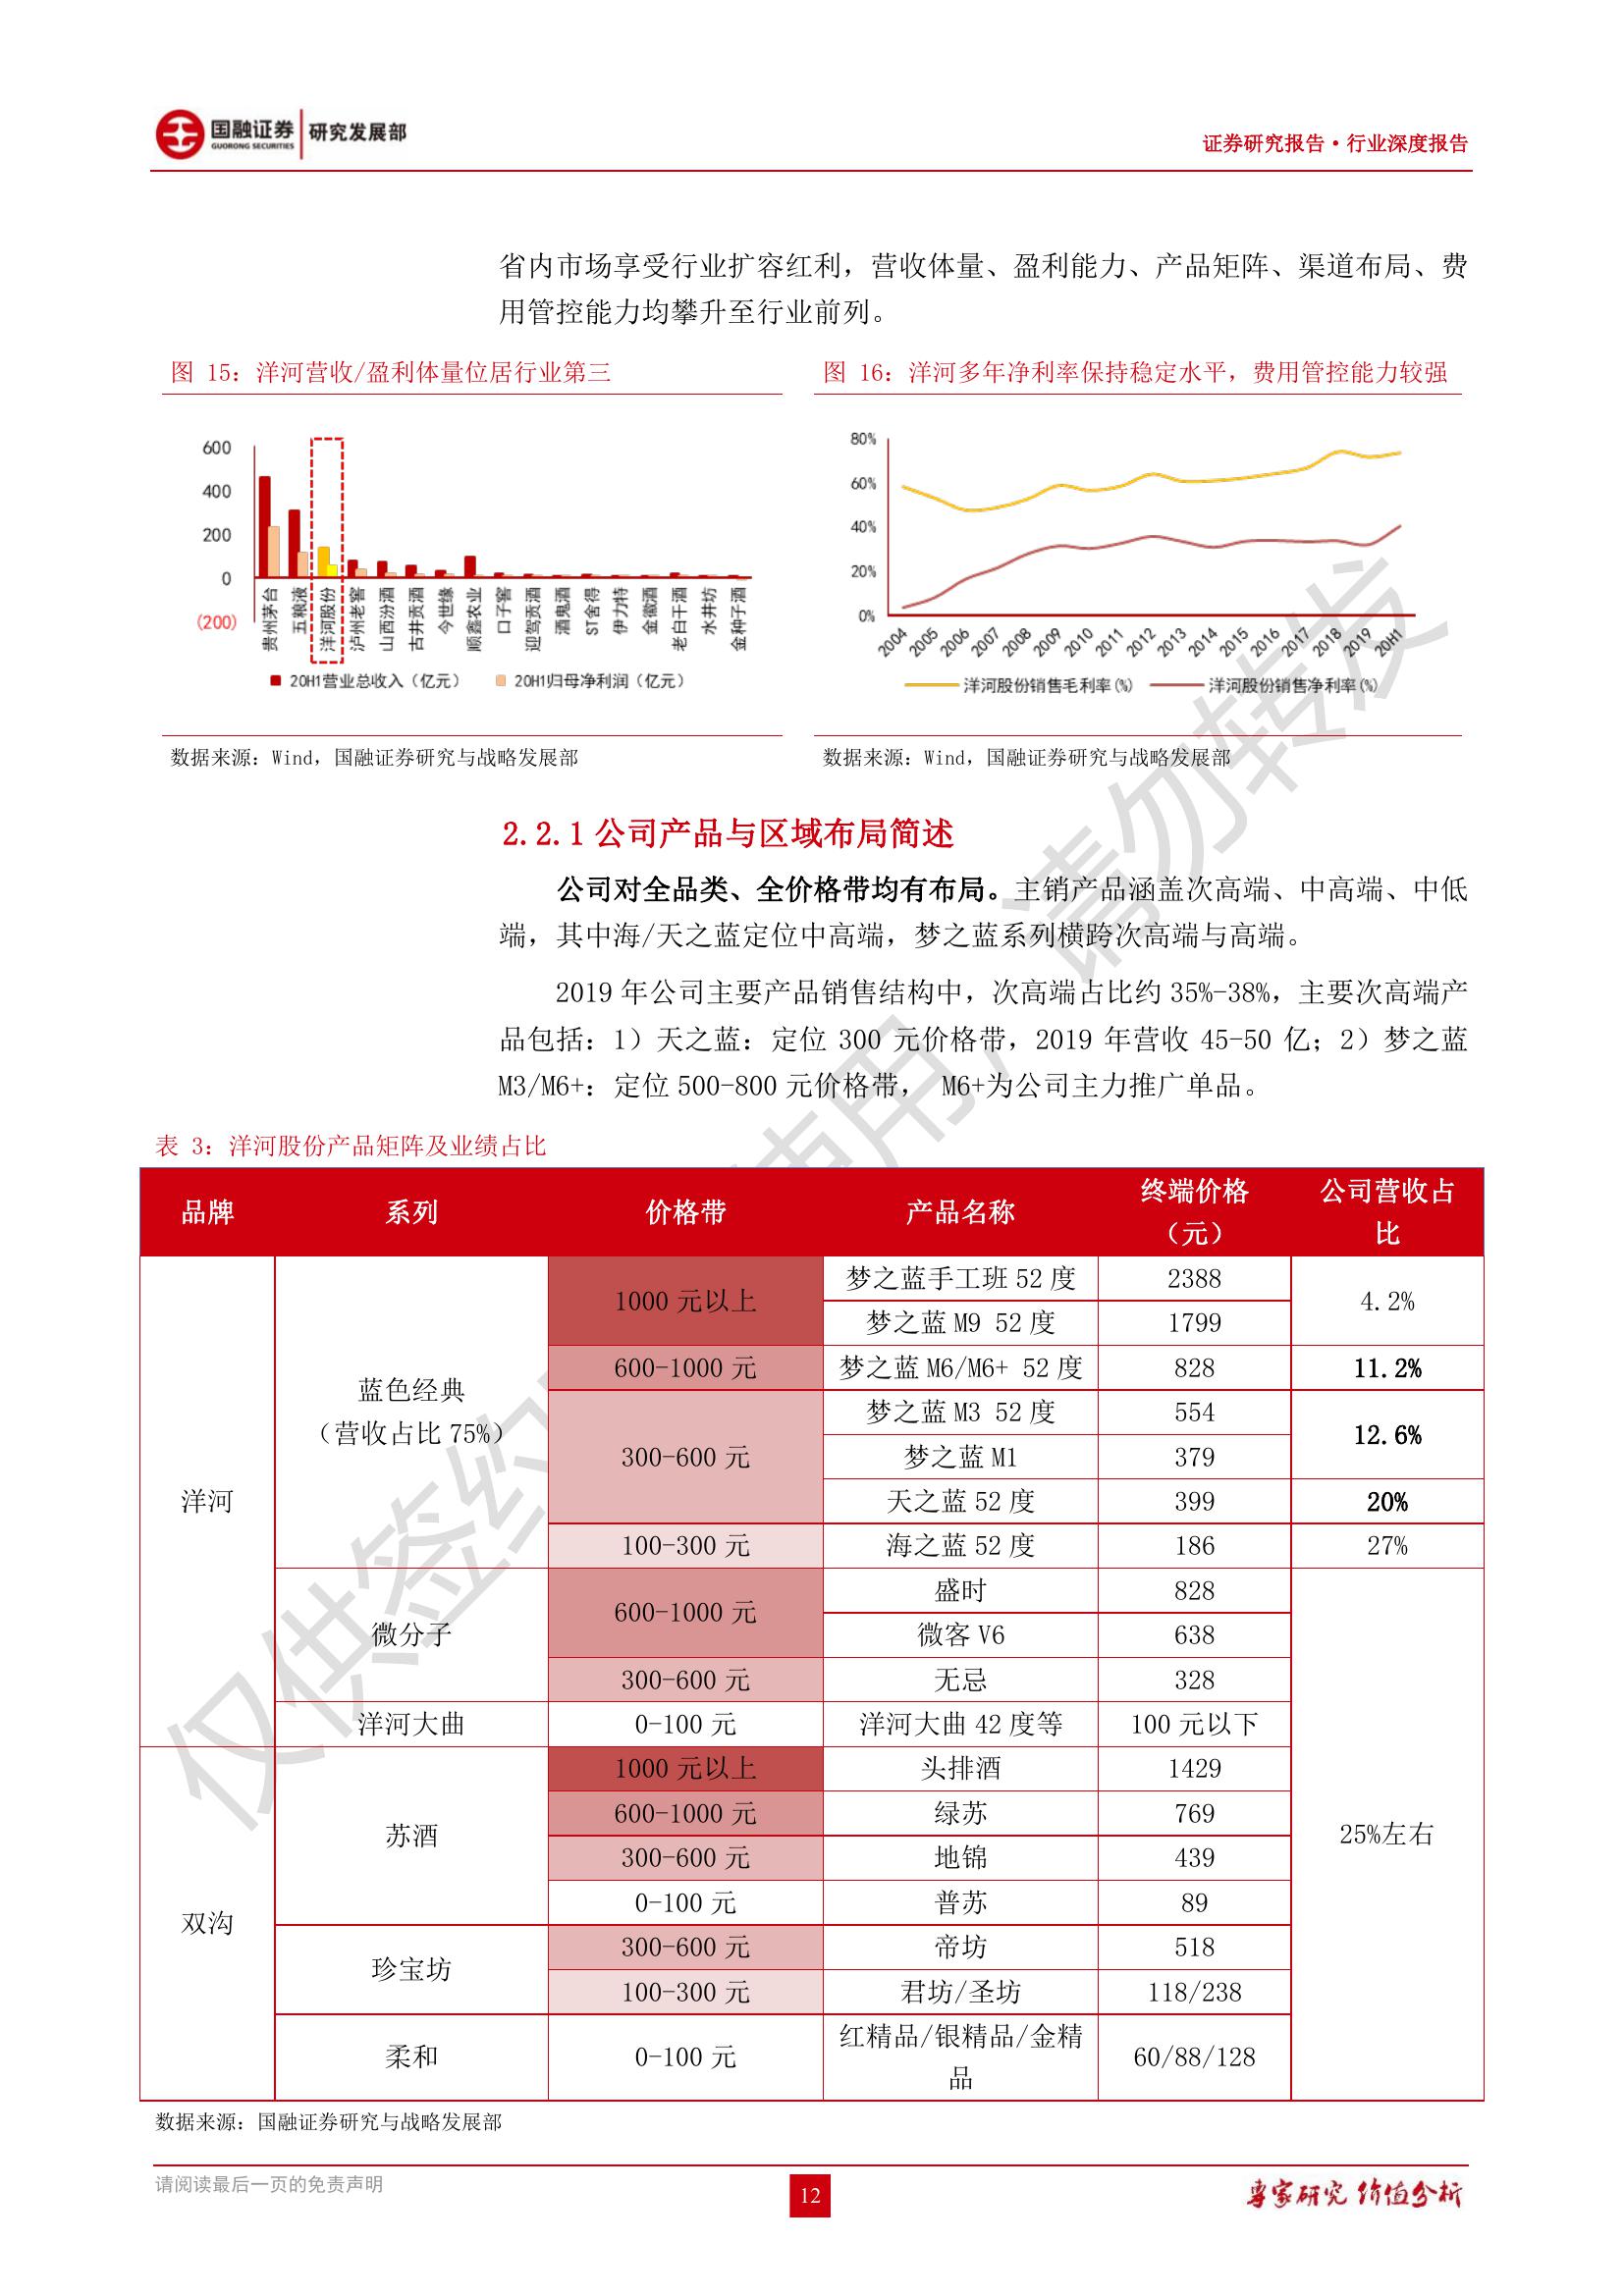 国融证券
GUORONG SECURITIES
研究发展部
证券研究报告·行业深度报告
省内市场享受行业扩容红利，营收体量、盈利能力、产品矩阵、渠道布局、费
用管控能力均攀升至行业前列。
图 15：洋河营收/盈利体量位居行业第三
600
400
200
0
(200)
贵州茅台
五粮液
洋河股份
泸州老窖
山西汾酒
古井贡酒
今世缘
顺鑫农业
口子窖
迎驾贡酒
酒鬼酒
ST舍得
伊力特
金徽酒
老白干酒
水井坊
金种子酒
20H1营业总收入（亿元） 20H1归母净利润（亿元）
数据来源：Wind，国融证券研究与战略发展部
图 16：洋河多年净利率保持稳定水平，费用管控能力较强
80%
60%
40%
20%
0%
2004 2005 2006 2007 2008 2009 2010 2011 2012 2013 2014 2015 2016 2017 2018 2019 20H1
洋河股份销售毛利率(%) 洋河股份销售净利率(%)
数据来源：Wind，国融证券研究与战略发展部
2.2.1 公司产品与区域布局简述
公司对全品类、全价格带均有布局。主销产品涵盖次高端、中高端、中低
端，其中海/天之蓝定位中高端，梦之蓝系列横跨次高端与高端。
2019 年公司主要产品销售结构中，次高端占比约 35%-38%，主要次高端产
品包括：1）天之蓝：定位 300 元价格带，2019 年营收 45-50 亿；2）梦之蓝
M3/M6+：定位 500-800 元价格带， M6+为公司主力推广单品。
表 3：洋河股份产品矩阵及业绩占比
品牌 系列 价格带 产品名称 终端价格（元） 公司营收占比
洋河 蓝色经典（营收占比 75%） 1000 元以上 梦之蓝手工班 52 度 2388 4.2%
梦之蓝 M9 52 度 1799
600-1000 元 梦之蓝 M6/M6+ 52 度 828 11.2%
300-600 元 梦之蓝 M3 52 度 554 12.6%
梦之蓝 M1 379
天之蓝 52 度 399 20%
100-300 元 海之蓝 52 度 186 27%
微分子 600-1000 元 盛时 828 25%左右
微客 V6 638
300-600 元 无忌 328
洋河大曲 0-100 元 洋河大曲 42 度等 100 元以下
双沟 苏酒 1000 元以上 头排酒 1429
600-1000 元 绿苏 769
300-600 元 地锦 439
0-100 元 普苏 89
珍宝坊 300-600 元 帝坊 518
100-300 元 君坊/圣坊 118/238
柔和 0-100 元 红精品/银精品/金精品 60/88/128
数据来源：国融证券研究与战略发展部
请阅读最后一页的免责声明
12
专家研究 价值分析